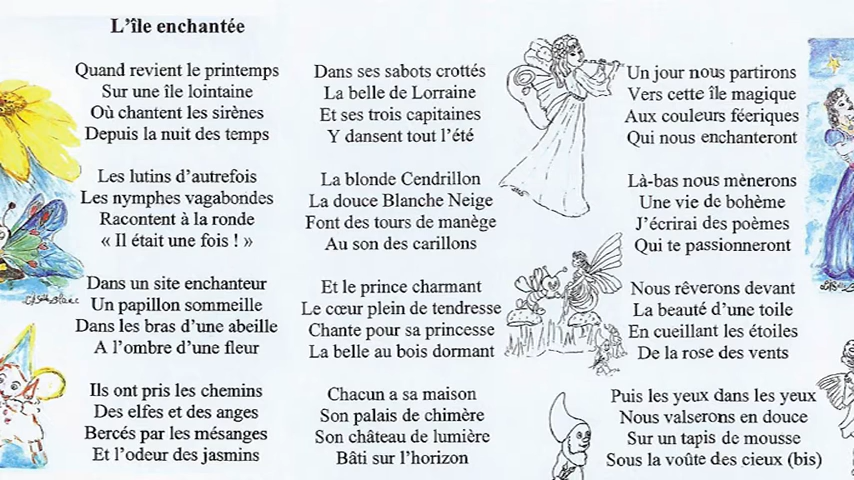 L'île enchantée
Quand revient le printemps
Sur une île lointaine
Où chantent les sirènes
Depuis la nuit des temps
Les lutins d'autrefois
Les nymphes vagabondes
Racontent à la ronde
« Il était une fois ! »
Dans un site enchanteur
Un papillon sommeille
Dans les bras d'une abeille
A l'ombre d'une fleur
Ils ont pris les chemins
Des elfes et des anges
Bercés par les mésanges
Et l'odeur des jasmins
Dans ses sabots crottés
La belle de Lorraine
Et ses trois capitaines
Y dansent tout l'été
La blonde Cendrillon
La douce Blanche Neige
Font des tours de manège
Au son des carillons
Et le prince charmant
Le cœur plein de tendresse
Chante pour sa princesse
La belle au bois dormant
Chacun a sa maison
Son palais de chimère
Son château de lumière
Bâti sur l'horizon
Un jour nous partirons
Vers cette île magique
Aux couleurs féeriques
Qui nous enchanteront
Là-bas nous mènerons
Une vie de bohème
J'écrirai des poèmes
Qui te passionneront
Nous rêverons devant
La beauté d'une toile
En cueillant les étoiles
De la rose des vents
Puis les yeux dans les yeux
Nous valserons en douce
Sur un tapis de mousse
Sous la voûte des cieux (bis)